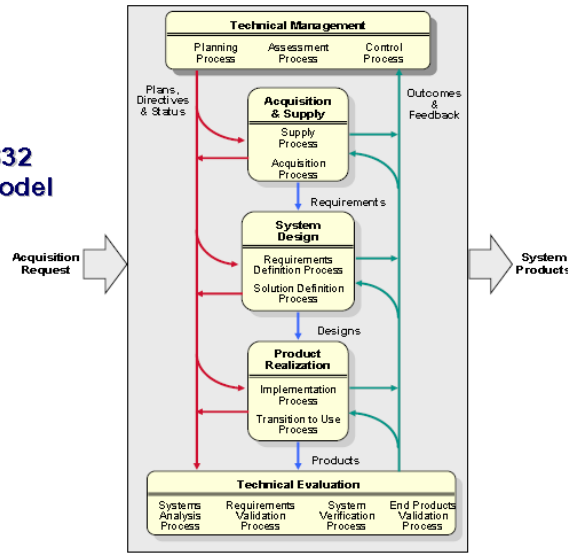 Technical Management
Planning
Process
Assessment
Process
Control
Process
Plans,
Directives
& Status
Outcomes
&
Feedback
Acquisition
& Supply
Supply
Process
Acquisition
Process
32
odel
Requirements
Acquisition
Request
System
Products
System
Design
Requirements
Definition Process
Solution Definition
Process
Designs
Product
Realization
Implementation
Process
Transition to Use
Process
Products
Technical Evaluation
Systems
Analysis
Process
Requirements
Validation
Process
System
Verification
Process
End Products
Validation
Process